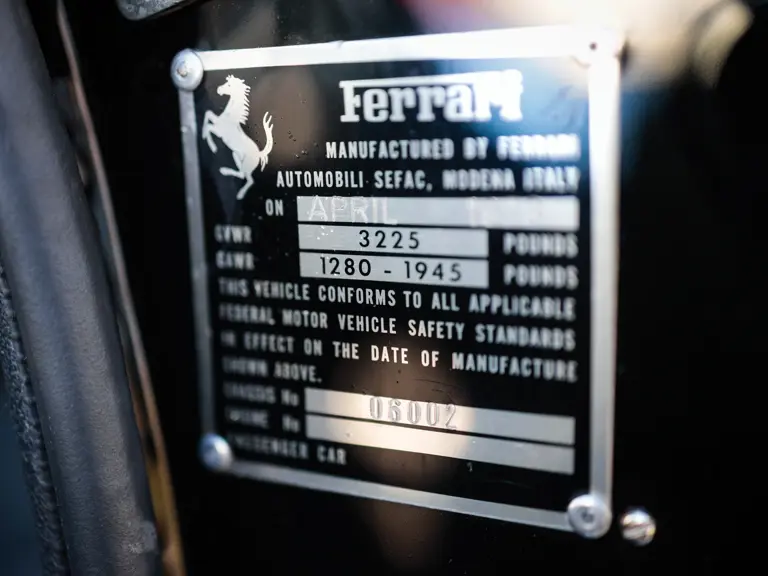 Ferrari
MANUFACTURED BY FERRARI
AUTOMOBILI SEFAC, MODENA ITALY
ON APRIL
GVWR 3225 POUNDS
GAWR 1280 - 1945 POUNDS
THIS VEHICLE CONFORMS TO ALL APPLICABLE
FEDERAL MOTOR VEHICLE SAFETY STANDARDS
IN EFFECT ON THE DATE OF MANUFACTURE
SHOWN ABOVE.
CHASSIS No 06002
ENGINE No
PASSENGER CAR